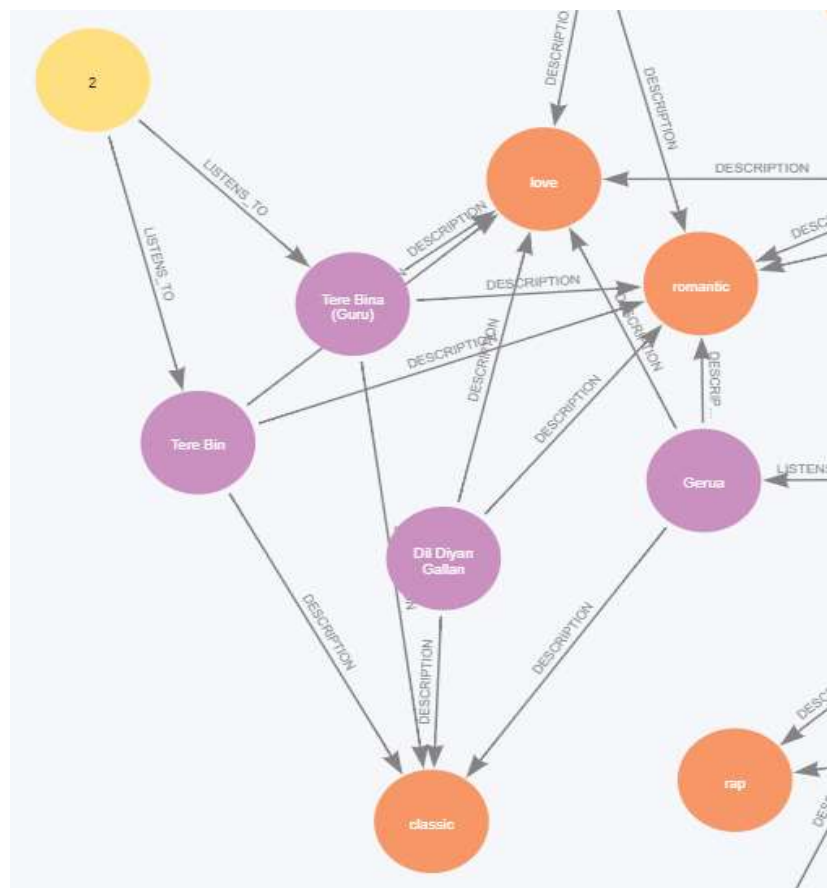 DESCRIPTION
2
DESCRIPTION
LISTENS_TO
love
DESCRIPTION
DESCRIPTION
LISTENS_TO
romantic
DESCRIPTION
Tere Bina
(Guru)
DESCRIPTION
DESCRIPTION
DESCRIPTION
DESCRIP...
DESCRIPTION
Tere Bin
Gerua
Dil Diyan
Gallan
DESCRIPTION
DESCRIPTION
DESCRIPTION
rap
classic